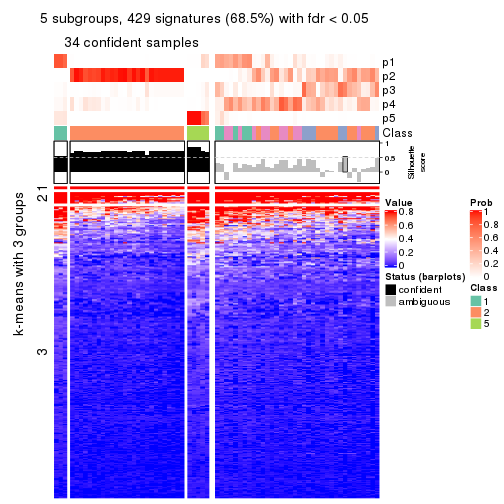 5 subgroups, 429 signatures (68.5%) with fdr < 0.05
34 confident samples
p1
p2
p3
p4
p5
Class
1
0.5
0
Silhouette
score
k-means with 3 groups
2
1
3
Value
0.8
0.6
0.4
0.2
0
Status (barplots)
confident
ambiguous
Prob
1
0.8
0.6
0.4
0.2
0
Class
1
2
5